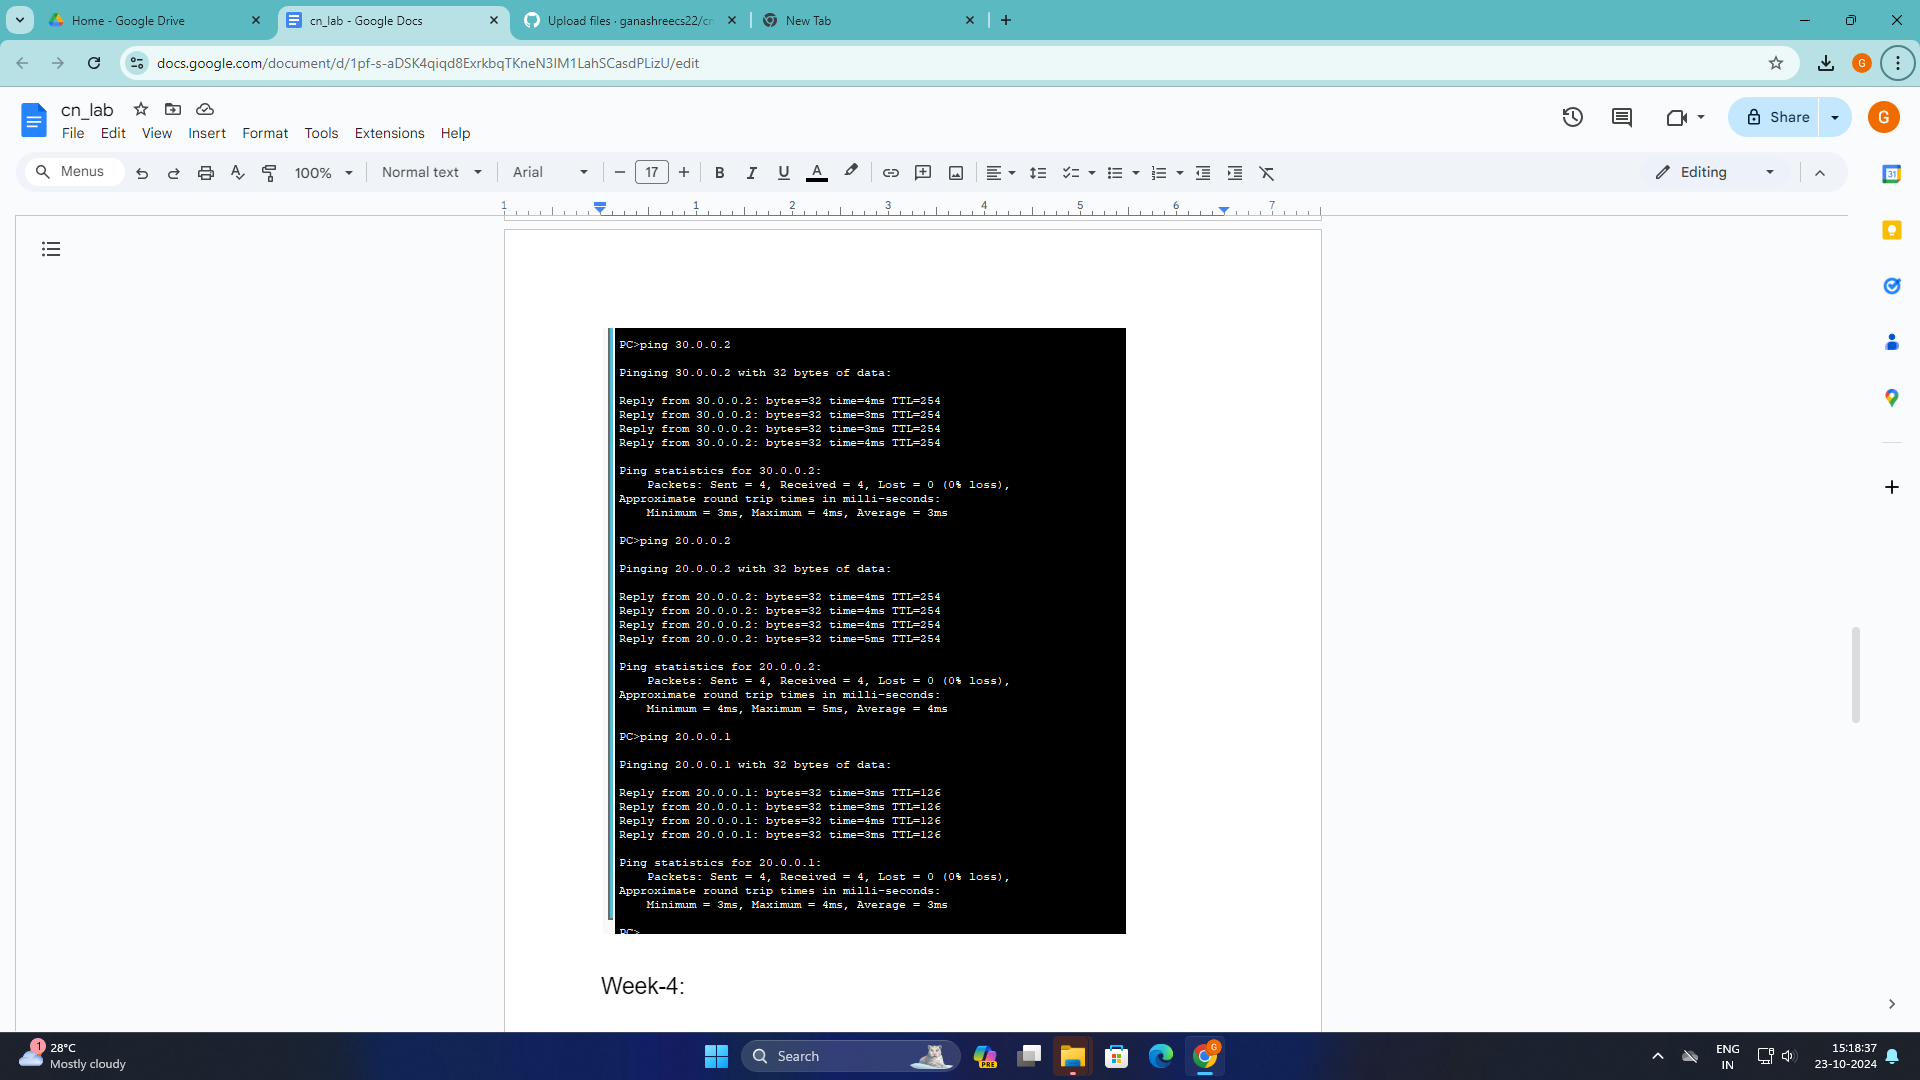 Home - Google Drive
cn_lab - Google Docs
Upload files · ganashreecs22/cn
New Tab
docs.google.com/document/d/1pf-s-aDSK4qiqd8ExrkbqTKneN3IM1LahSCasdPLizU/edit
G
cn_lab
File Edit View Insert Format Tools Extensions Help
Share
G
Menus
100%
Normal text
Arial
17
B I U A
Editing
31
1 1 2 3 4 5 6 7
PC>ping 30.0.0.2
Pinging 30.0.0.2 with 32 bytes of data:
Reply from 30.0.0.2: bytes=32 time=4ms TTL=254
Reply from 30.0.0.2: bytes=32 time=3ms TTL=254
Reply from 30.0.0.2: bytes=32 time=3ms TTL=254
Reply from 30.0.0.2: bytes=32 time=4ms TTL=254
Ping statistics for 30.0.0.2:
Packets: Sent = 4, Received = 4, Lost = 0 (0% loss),
Approximate round trip times in milli-seconds:
Minimum = 3ms, Maximum = 4ms, Average = 3ms
PC>ping 20.0.0.2
Pinging 20.0.0.2 with 32 bytes of data:
Reply from 20.0.0.2: bytes=32 time=4ms TTL=254
Reply from 20.0.0.2: bytes=32 time=4ms TTL=254
Reply from 20.0.0.2: bytes=32 time=4ms TTL=254
Reply from 20.0.0.2: bytes=32 time=5ms TTL=254
Ping statistics for 20.0.0.2:
Packets: Sent = 4, Received = 4, Lost = 0 (0% loss),
Approximate round trip times in milli-seconds:
Minimum = 4ms, Maximum = 5ms, Average = 4ms
PC>ping 20.0.0.1
Pinging 20.0.0.1 with 32 bytes of data:
Reply from 20.0.0.1: bytes=32 time=3ms TTL=126
Reply from 20.0.0.1: bytes=32 time=3ms TTL=126
Reply from 20.0.0.1: bytes=32 time=4ms TTL=126
Reply from 20.0.0.1: bytes=32 time=3ms TTL=126
Ping statistics for 20.0.0.1:
Packets: Sent = 4, Received = 4, Lost = 0 (0% loss),
Approximate round trip times in milli-seconds:
Minimum = 3ms, Maximum = 4ms, Average = 3ms
PC>
Week-4:
1
28°C
Mostly cloudy
Search
PRE
G
ENG
IN
15:18:37
23-10-2024